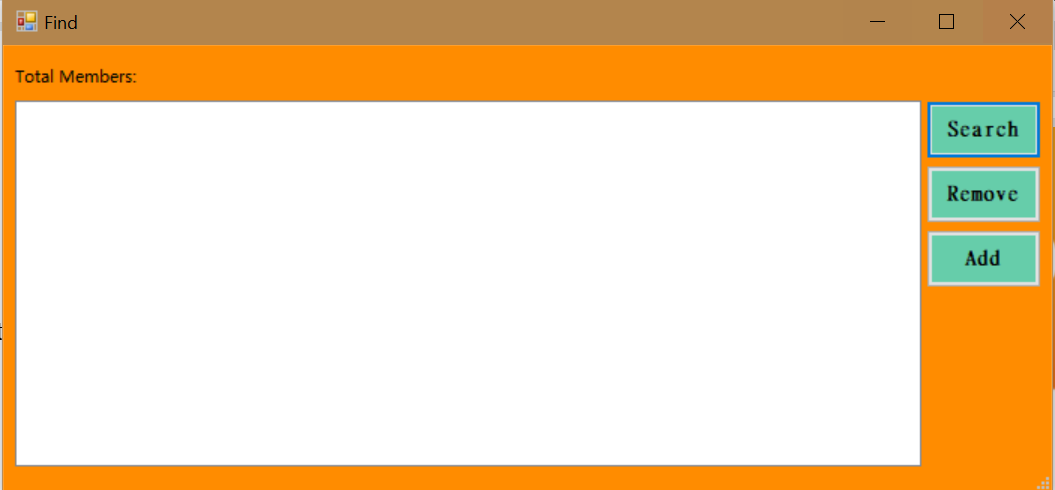 Find
Total Members:
Search
Remove
Add